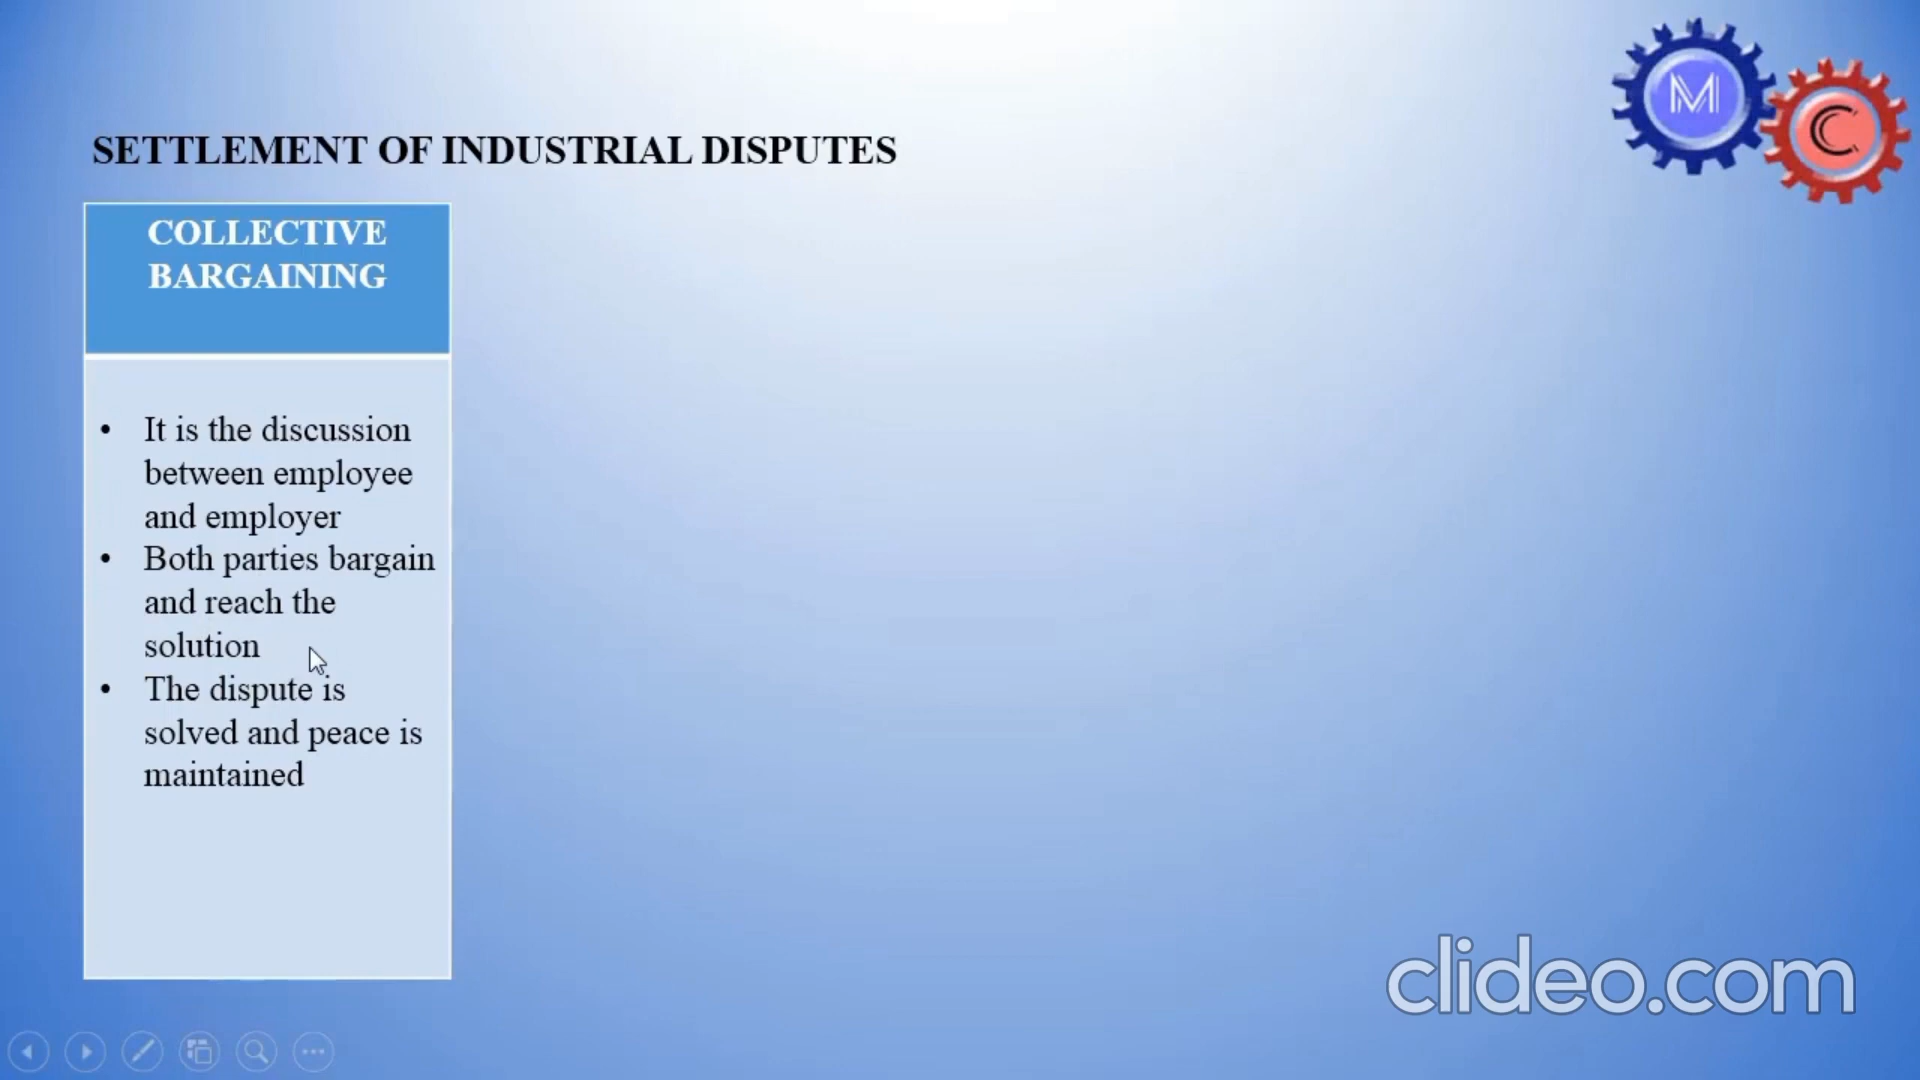 M
C
SETTLEMENT OF INDUSTRIAL DISPUTES
COLLECTIVE
BARGAINING
• It is the discussion
between employee
and employer
• Both parties bargain
and reach the
solution
• The dispute is
solved and peace is
maintained
clideo.com